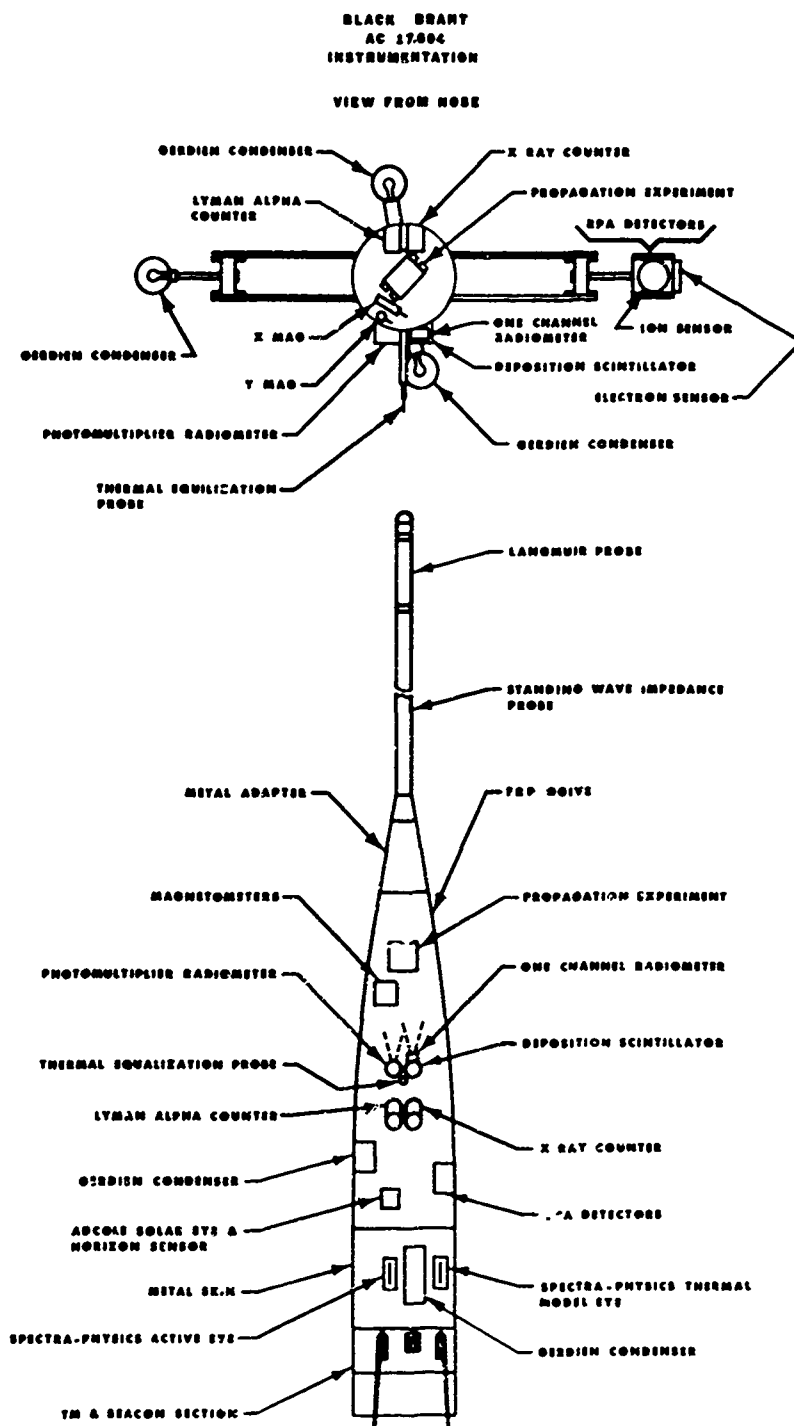 BLACK BRANT
AC 17.604
INSTRUMENTATION
VIEW FROM NOSE
GERDIEN CONDENSER
X RAY COUNTER
LYMAN ALPHA
COUNTER
PROPAGATION EXPERIMENT
RPA DETECTORS
X MAG
ONE CHANNEL
RADIOMETER
ION SENSOR
GERDIEN CONDENSER
Y MAG
DEPOSITION SCINTILLATOR
ELECTRON SENSOR
PHOTOMULTIPLIER RADIOMETER
GERDIEN CONDENSER
THERMAL EQUILIZATION
PROBE
LANGMUIR PROBE
STANDING WAVE IMPEDANCE
PROBE
METAL ADAPTER
FRP OGIVE
MAGNETOMETERS
PROPAGATION EXPERIMENT
PHOTOMULTIPLIER RADIOMETER
ONE CHANNEL RADIOMETER
THERMAL EQUALIZATION PROBE
DEPOSITION SCINTILLATOR
LYMAN ALPHA COUNTER
X RAY COUNTER
GERDIEN CONDENSER
DETECTORS
ADCOLE SOLAR EYE &
HORIZON SENSOR
METAL SKIN
SPECTRA-PHYSICS THERMAL
MODEL EYE
SPECTRA-PHYSICS ACTIVE EYE
GERDIEN CONDENSER
TM & BEACON SECTION